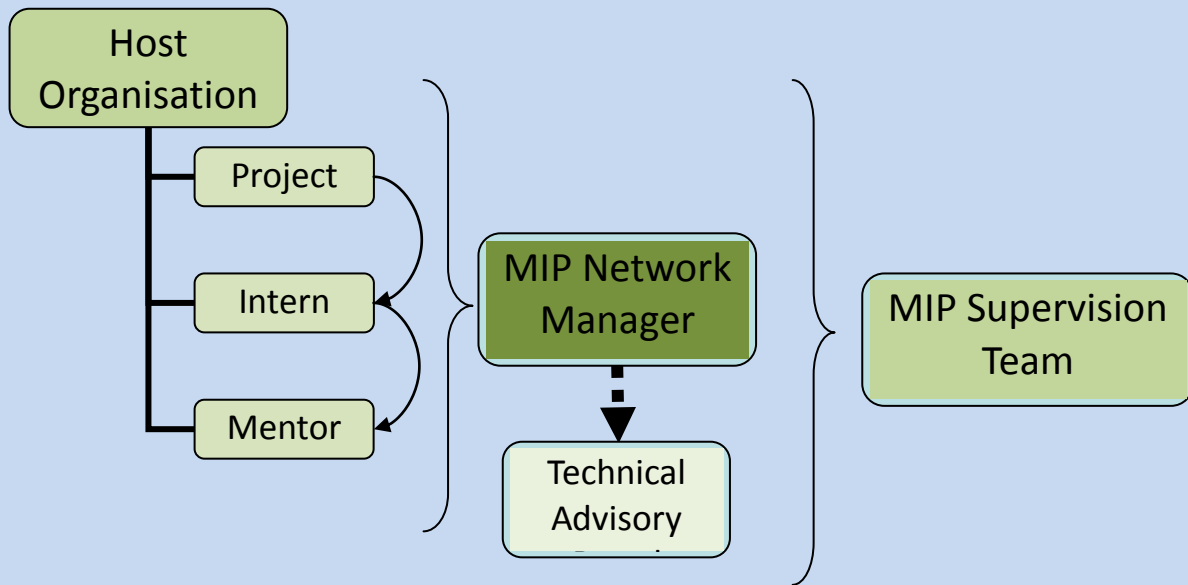 Host
Organisation
Project
Intern
Mentor
MIP Network
Manager
Technical
Advisory
MIP Supervision
Team